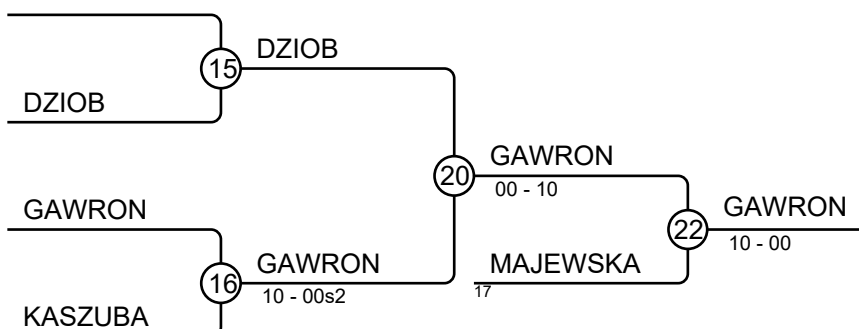 DZIOB
15
DZIOB
GAWRON
20
00 - 10
GAWRON
22
10 - 00
GAWRON
16
GAWRON
10 - 00s2
MAJEWSKA
17
KASZUBA